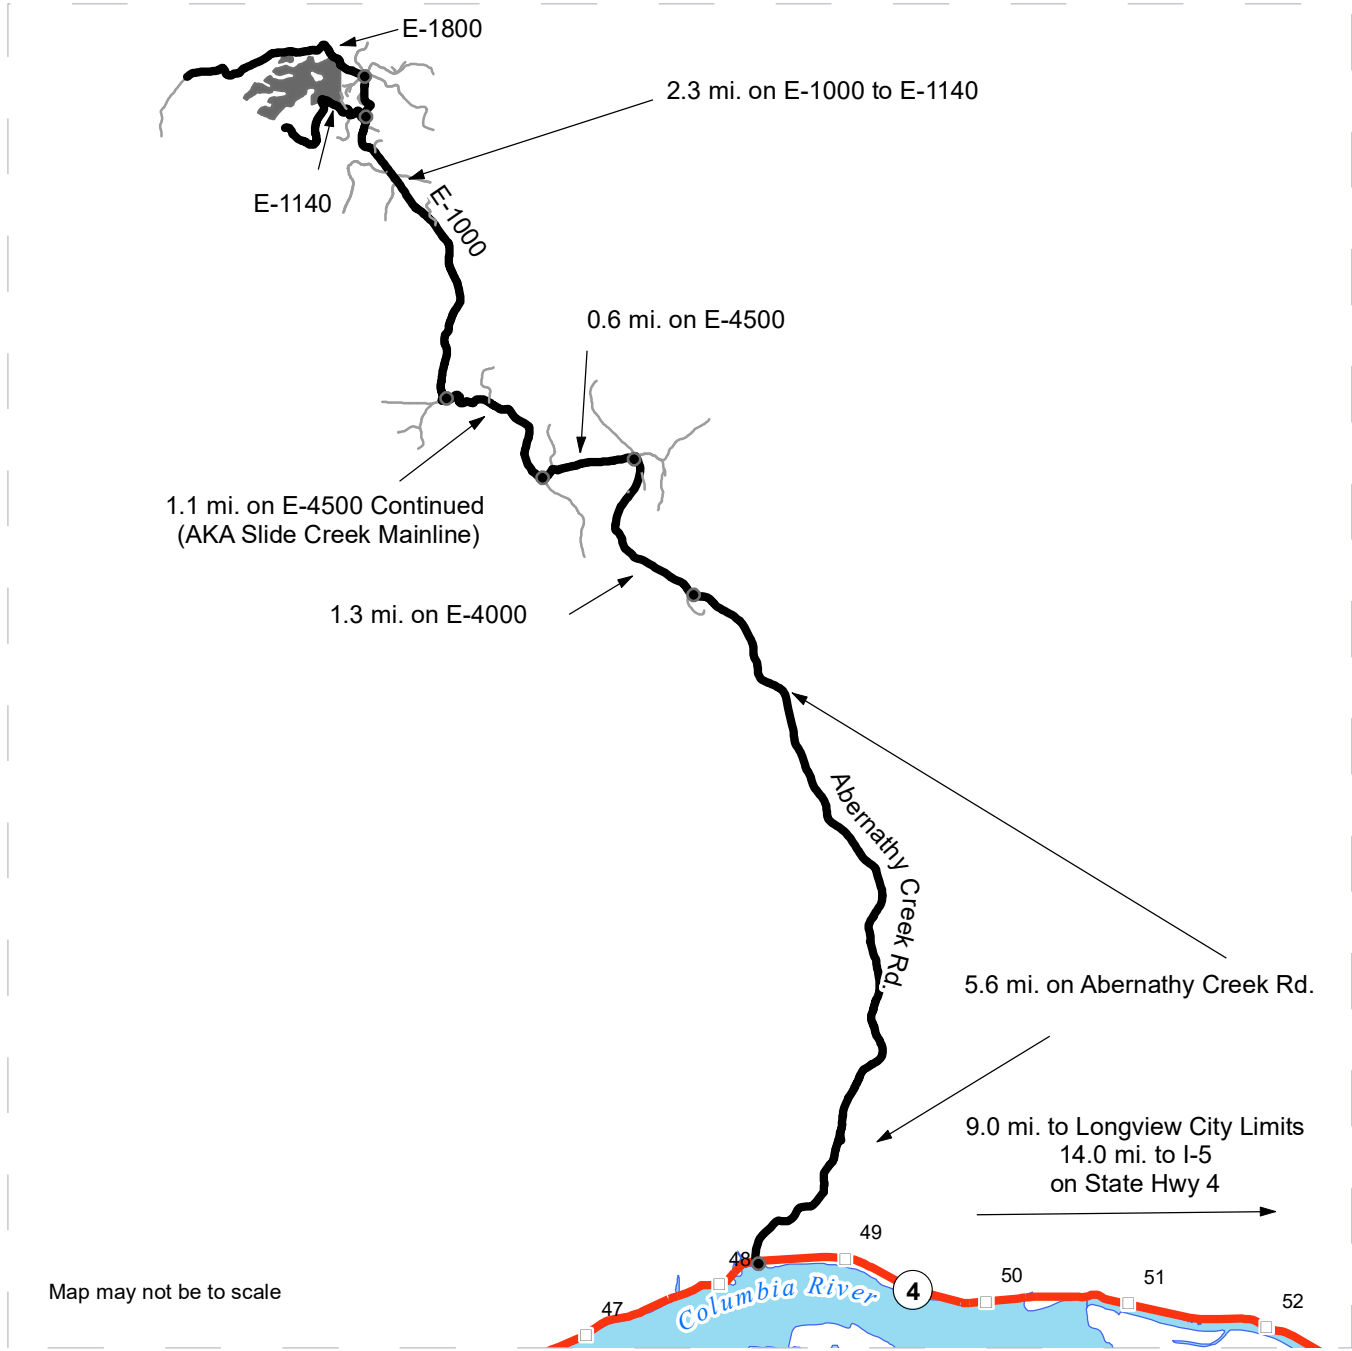 E-1800
2.3 mi. on E-1000 to E-1140
E-1140
E-1000
0.6 mi. on E-4500
1.1 mi. on E-4500 Continued
(AKA Slide Creek Mainline)
1.3 mi. on E-4000
Abernathy Creek Rd.
5.6 mi. on Abernathy Creek Rd.
9.0 mi. to Longview City Limits
14.0 mi. to I-5
on State Hwy 4
49
48
50
51
52
47
4
Columbia River
Map may not be to scale